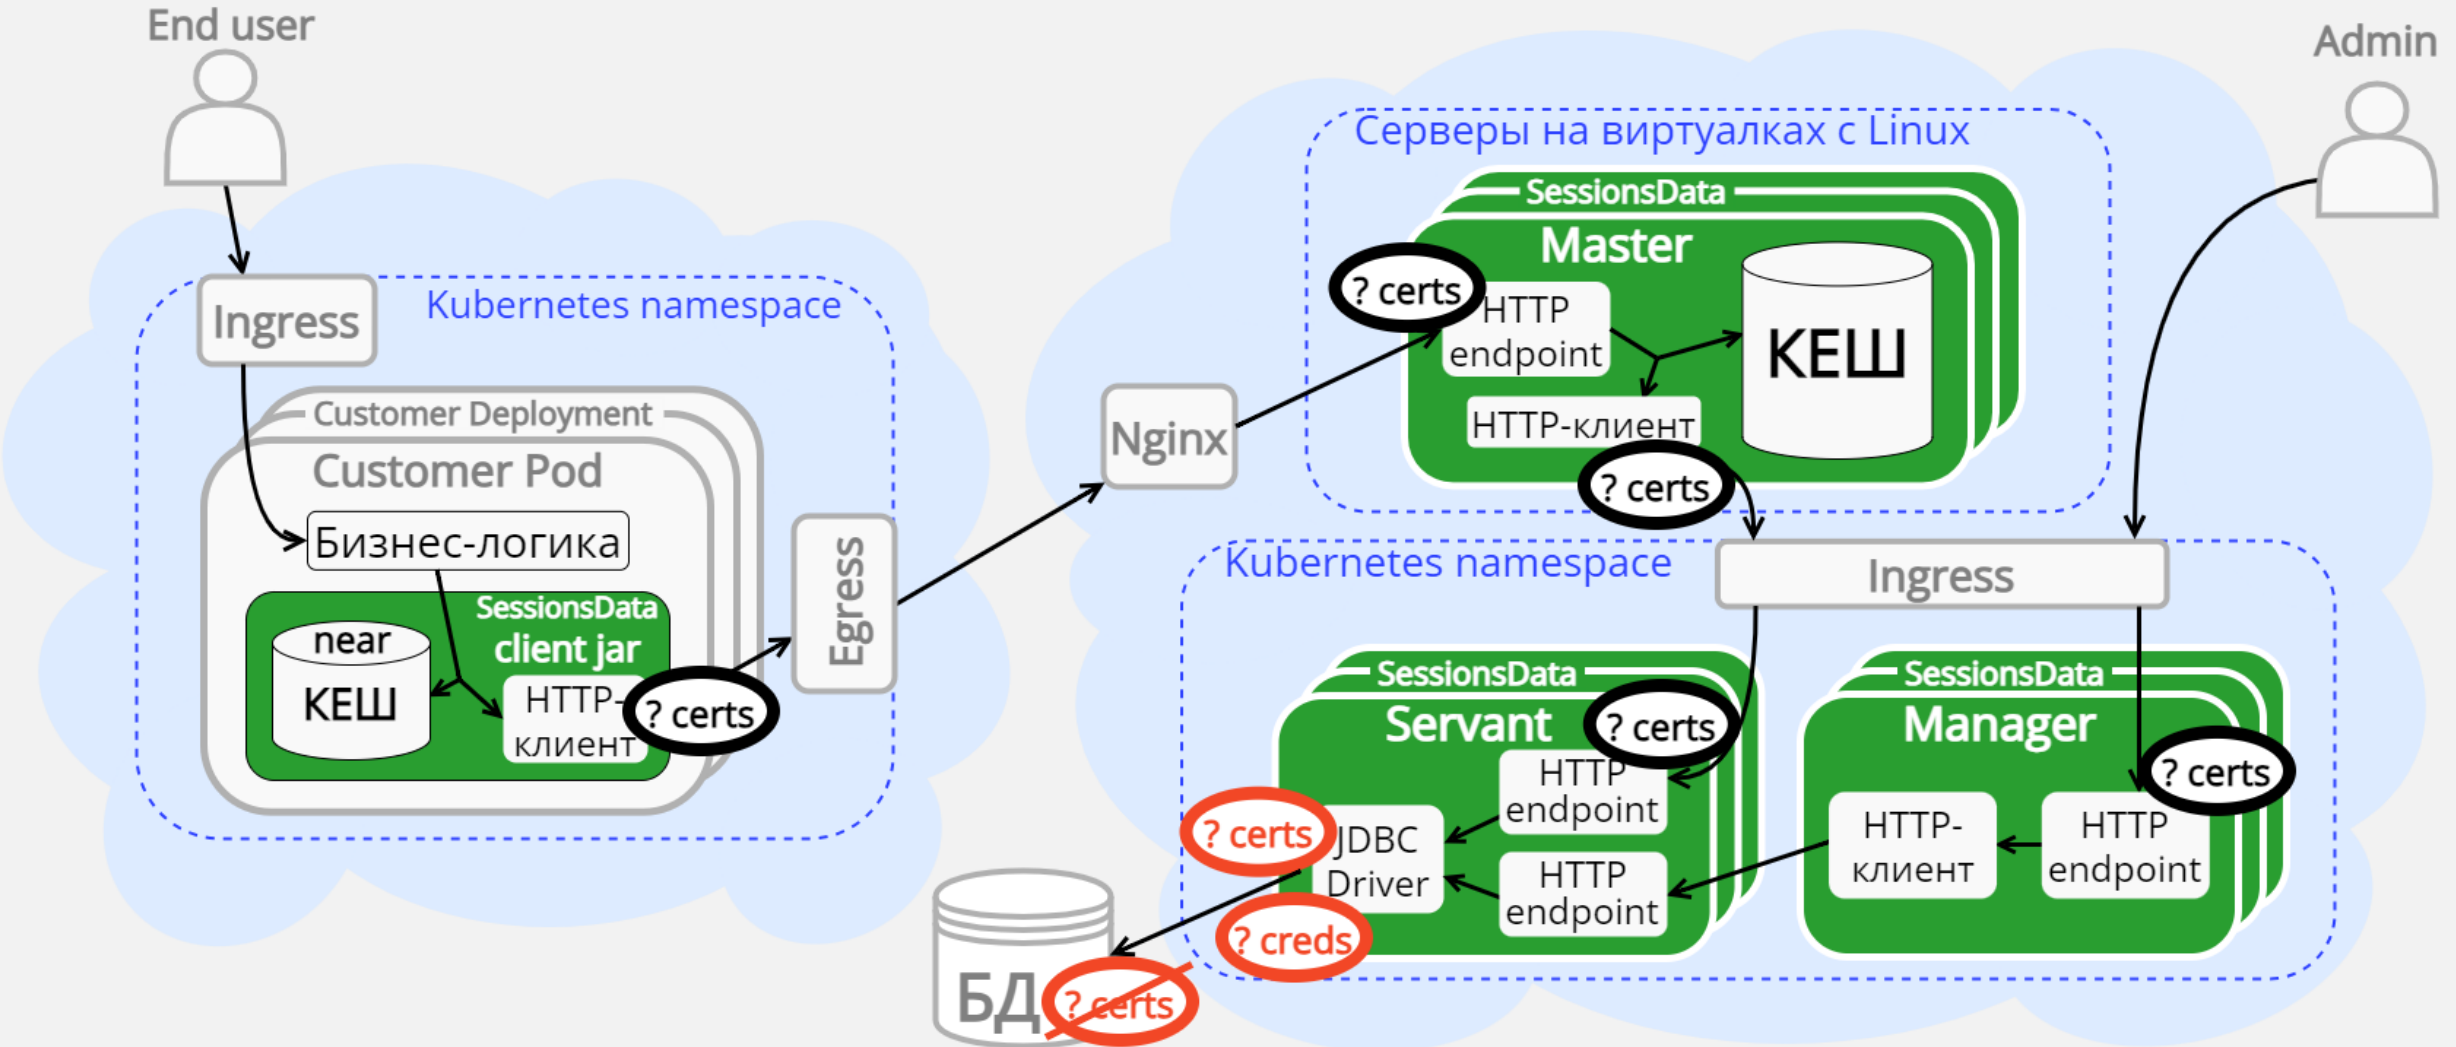 End user
Admin
Ingress
Kubernetes namespace
Customer Deployment
Customer Pod
Бизнес-логика
SessionsData
client jar
near
КЕШ
HTTP-
клиент
? certs
Egress
Nginx
Серверы на виртуалках с Linux
SessionsData
Master
? certs
HTTP
endpoint
HTTP-клиент
КЕШ
? certs
Kubernetes namespace
Ingress
SessionsData
Servant
? certs
HTTP
endpoint
HTTP
endpoint
JDBC
Driver
? certs
? creds
БД
? certs
SessionsData
Manager
? certs
HTTP-
клиент
HTTP
endpoint